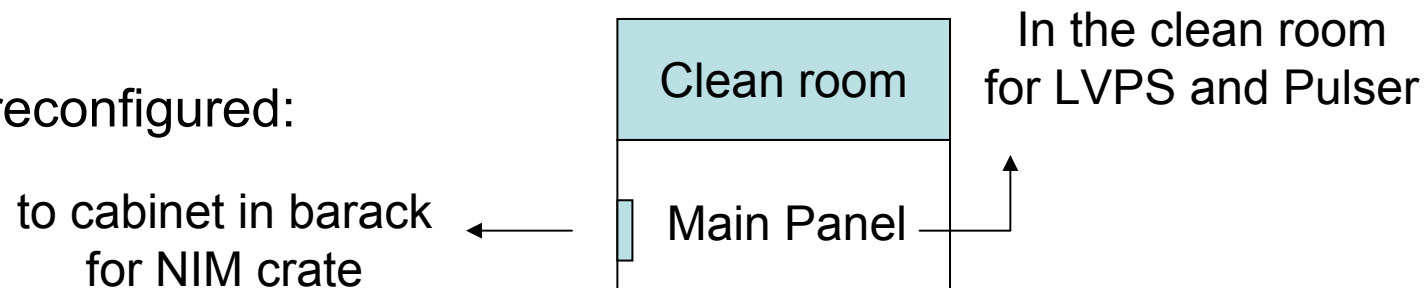 In the clean room
for LVPS and Pulser
Clean room
reconfigured:
to cabinet in barack
for NIM crate
Main Panel